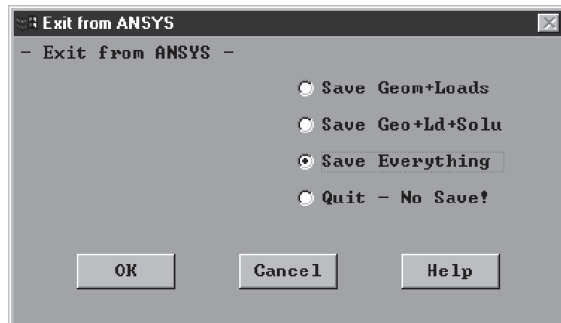 Exit from ANSYS
- Exit from ANSYS -
Save Geom+Loads
Save Geo+Ld+Solu
Save Everything
Quit - No Save!
OK Cancel Help